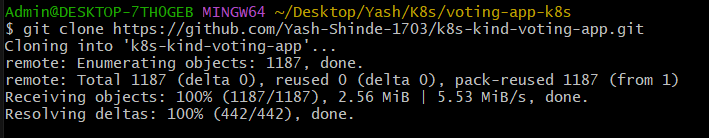 Admin@DESKTOP-7TH0GEB MINGW64 ~/Desktop/Yash/K8s/voting-app-k8s
$ git clone https://github.com/Yash-Shinde-1703/k8s-kind-voting-app.git
Cloning into 'k8s-kind-voting-app'...
remote: Enumerating objects: 1187, done.
remote: Total 1187 (delta 0), reused 0 (delta 0), pack-reused 1187 (from 1)
Receiving objects: 100% (1187/1187), 2.56 MiB | 5.53 MiB/s, done.
Resolving deltas: 100% (442/442), done.